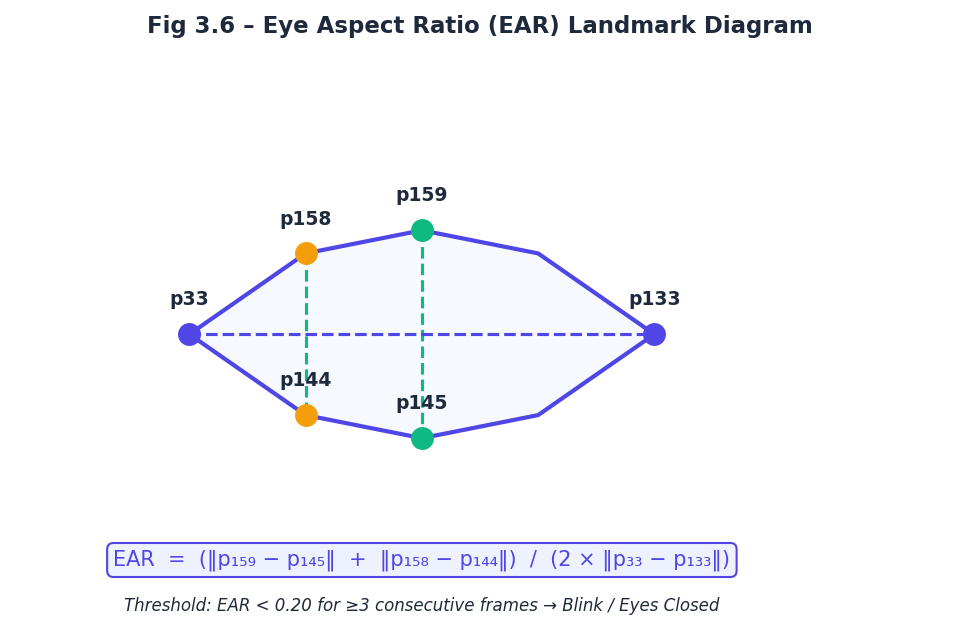 Fig 3.6 – Eye Aspect Ratio (EAR) Landmark Diagram
p159
p158
p33
p133
p144
p145
EAR = (‖p₁₅₉ − p₁₄₅‖ + ‖p₁₅₈ − p₁₄₄‖) / (2 × ‖p₃₃ − p₁₃₃‖)
Threshold: EAR < 0.20 for ≥3 consecutive frames → Blink / Eyes Closed